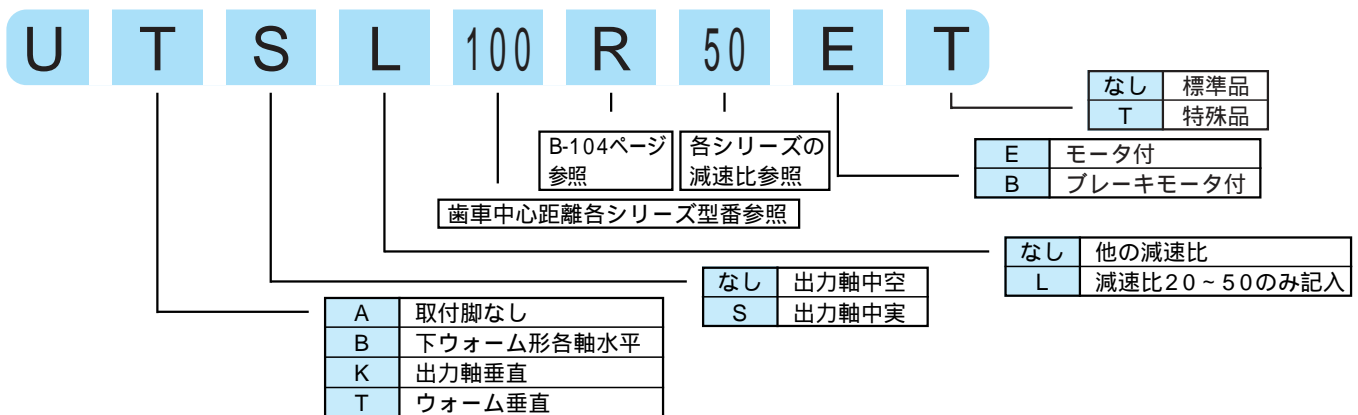 U T S L 100 R 50 E T
なし 標準品
T 特殊品
B-104ページ
参照
各シリーズの
減速比参照
E モータ付
B ブレーキモータ付
歯車中心距離各シリーズ型番参照
なし 他の減速比
L 減速比20~50のみ記入
なし 出力軸中空
S 出力軸中実
A 取付脚なし
B 下ウォーム形各軸水平
K 出力軸垂直
T ウォーム垂直